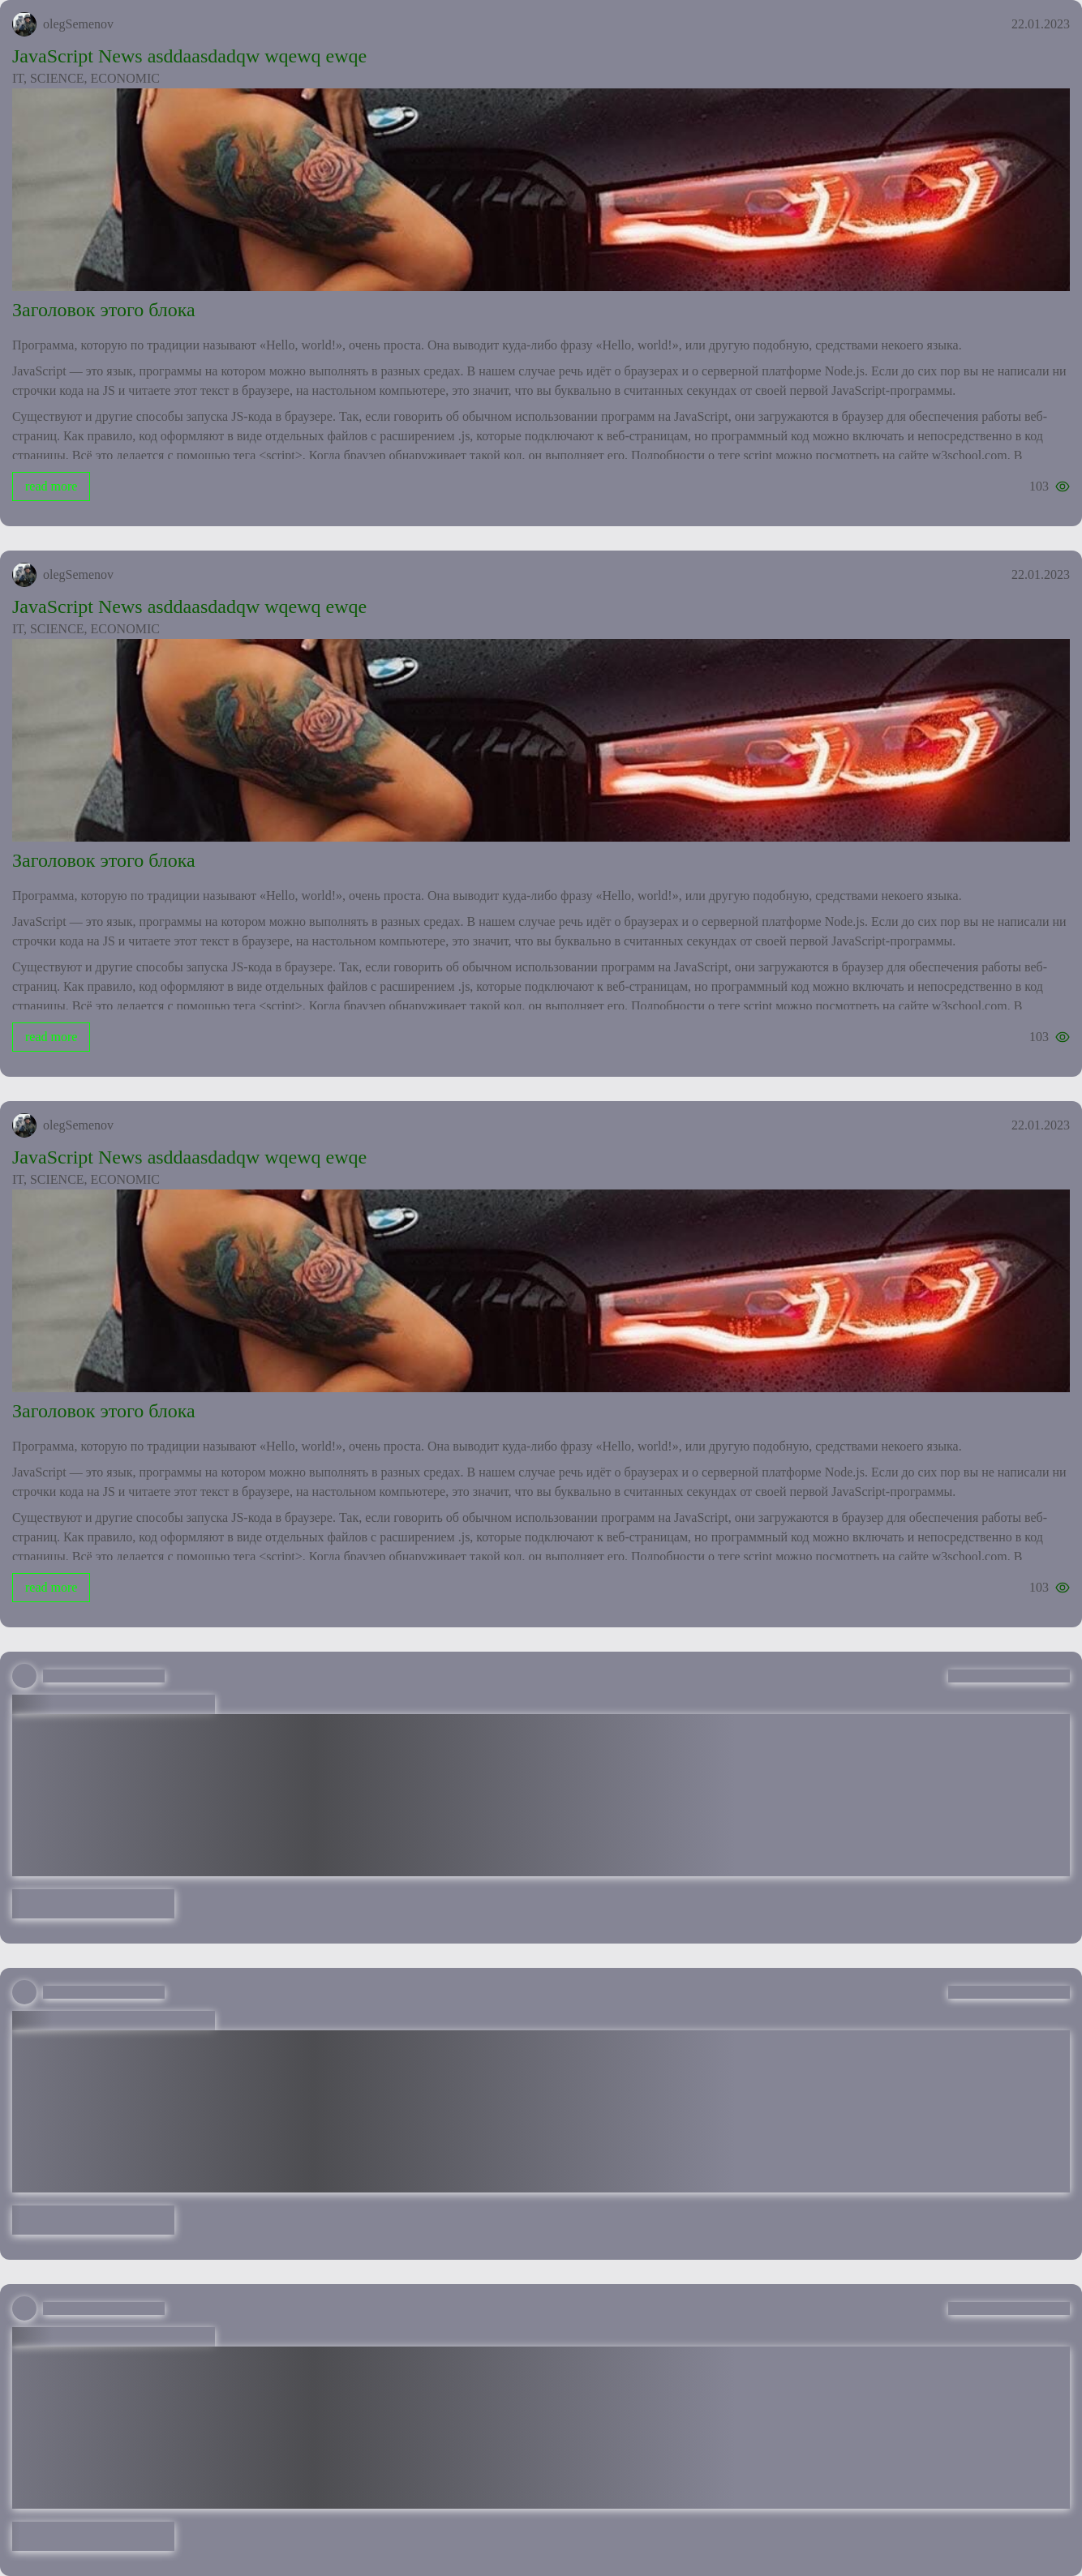 olegSemenov
22.01.2023
JavaScript News asddaasdadqw wqewq ewqe
IT, SCIENCE, ECONOMIC
Заголовок этого блока
Программа, которую по традиции называют «Hello, world!», очень проста. Она выводит куда-либо фразу «Hello, world!», или другую подобную, средствами некоего языка.
JavaScript — это язык, программы на котором можно выполнять в разных средах. В нашем случае речь идёт о браузерах и о серверной платформе Node.js. Если до сих пор вы не написали ни
строчки кода на JS и читаете этот текст в браузере, на настольном компьютере, это значит, что вы буквально в считанных секундах от своей первой JavaScript-программы.
Существуют и другие способы запуска JS-кода в браузере. Так, если говорить об обычном использовании программ на JavaScript, они загружаются в браузер для обеспечения работы веб-
страниц. Как правило, код оформляют в виде отдельных файлов с расширением .js, которые подключают к веб-страницам, но программный код можно включать и непосредственно в код
страницы. Всё это делается с помощью тега <script>. Когда браузер обнаруживает такой код, он выполняет его. Подробности о теге script можно посмотреть на сайте w3school.com. В
read more
103
olegSemenov
22.01.2023
JavaScript News asddaasdadqw wqewq ewqe
IT, SCIENCE, ECONOMIC
Заголовок этого блока
Программа, которую по традиции называют «Hello, world!», очень проста. Она выводит куда-либо фразу «Hello, world!», или другую подобную, средствами некоего языка.
JavaScript — это язык, программы на котором можно выполнять в разных средах. В нашем случае речь идёт о браузерах и о серверной платформе Node.js. Если до сих пор вы не написали ни
строчки кода на JS и читаете этот текст в браузере, на настольном компьютере, это значит, что вы буквально в считанных секундах от своей первой JavaScript-программы.
Существуют и другие способы запуска JS-кода в браузере. Так, если говорить об обычном использовании программ на JavaScript, они загружаются в браузер для обеспечения работы веб-
страниц. Как правило, код оформляют в виде отдельных файлов с расширением .js, которые подключают к веб-страницам, но программный код можно включать и непосредственно в код
страницы. Всё это делается с помощью тега <script>. Когда браузер обнаруживает такой код, он выполняет его. Подробности о теге script можно посмотреть на сайте w3school.com. В
read more
103
olegSemenov
22.01.2023
JavaScript News asddaasdadqw wqewq ewqe
IT, SCIENCE, ECONOMIC
Заголовок этого блока
Программа, которую по традиции называют «Hello, world!», очень проста. Она выводит куда-либо фразу «Hello, world!», или другую подобную, средствами некоего языка.
JavaScript — это язык, программы на котором можно выполнять в разных средах. В нашем случае речь идёт о браузерах и о серверной платформе Node.js. Если до сих пор вы не написали ни
строчки кода на JS и читаете этот текст в браузере, на настольном компьютере, это значит, что вы буквально в считанных секундах от своей первой JavaScript-программы.
Существуют и другие способы запуска JS-кода в браузере. Так, если говорить об обычном использовании программ на JavaScript, они загружаются в браузер для обеспечения работы веб-
страниц. Как правило, код оформляют в виде отдельных файлов с расширением .js, которые подключают к веб-страницам, но программный код можно включать и непосредственно в код
страницы. Всё это делается с помощью тега <script>. Когда браузер обнаруживает такой код, он выполняет его. Подробности о теге script можно посмотреть на сайте w3school.com. В
read more
103